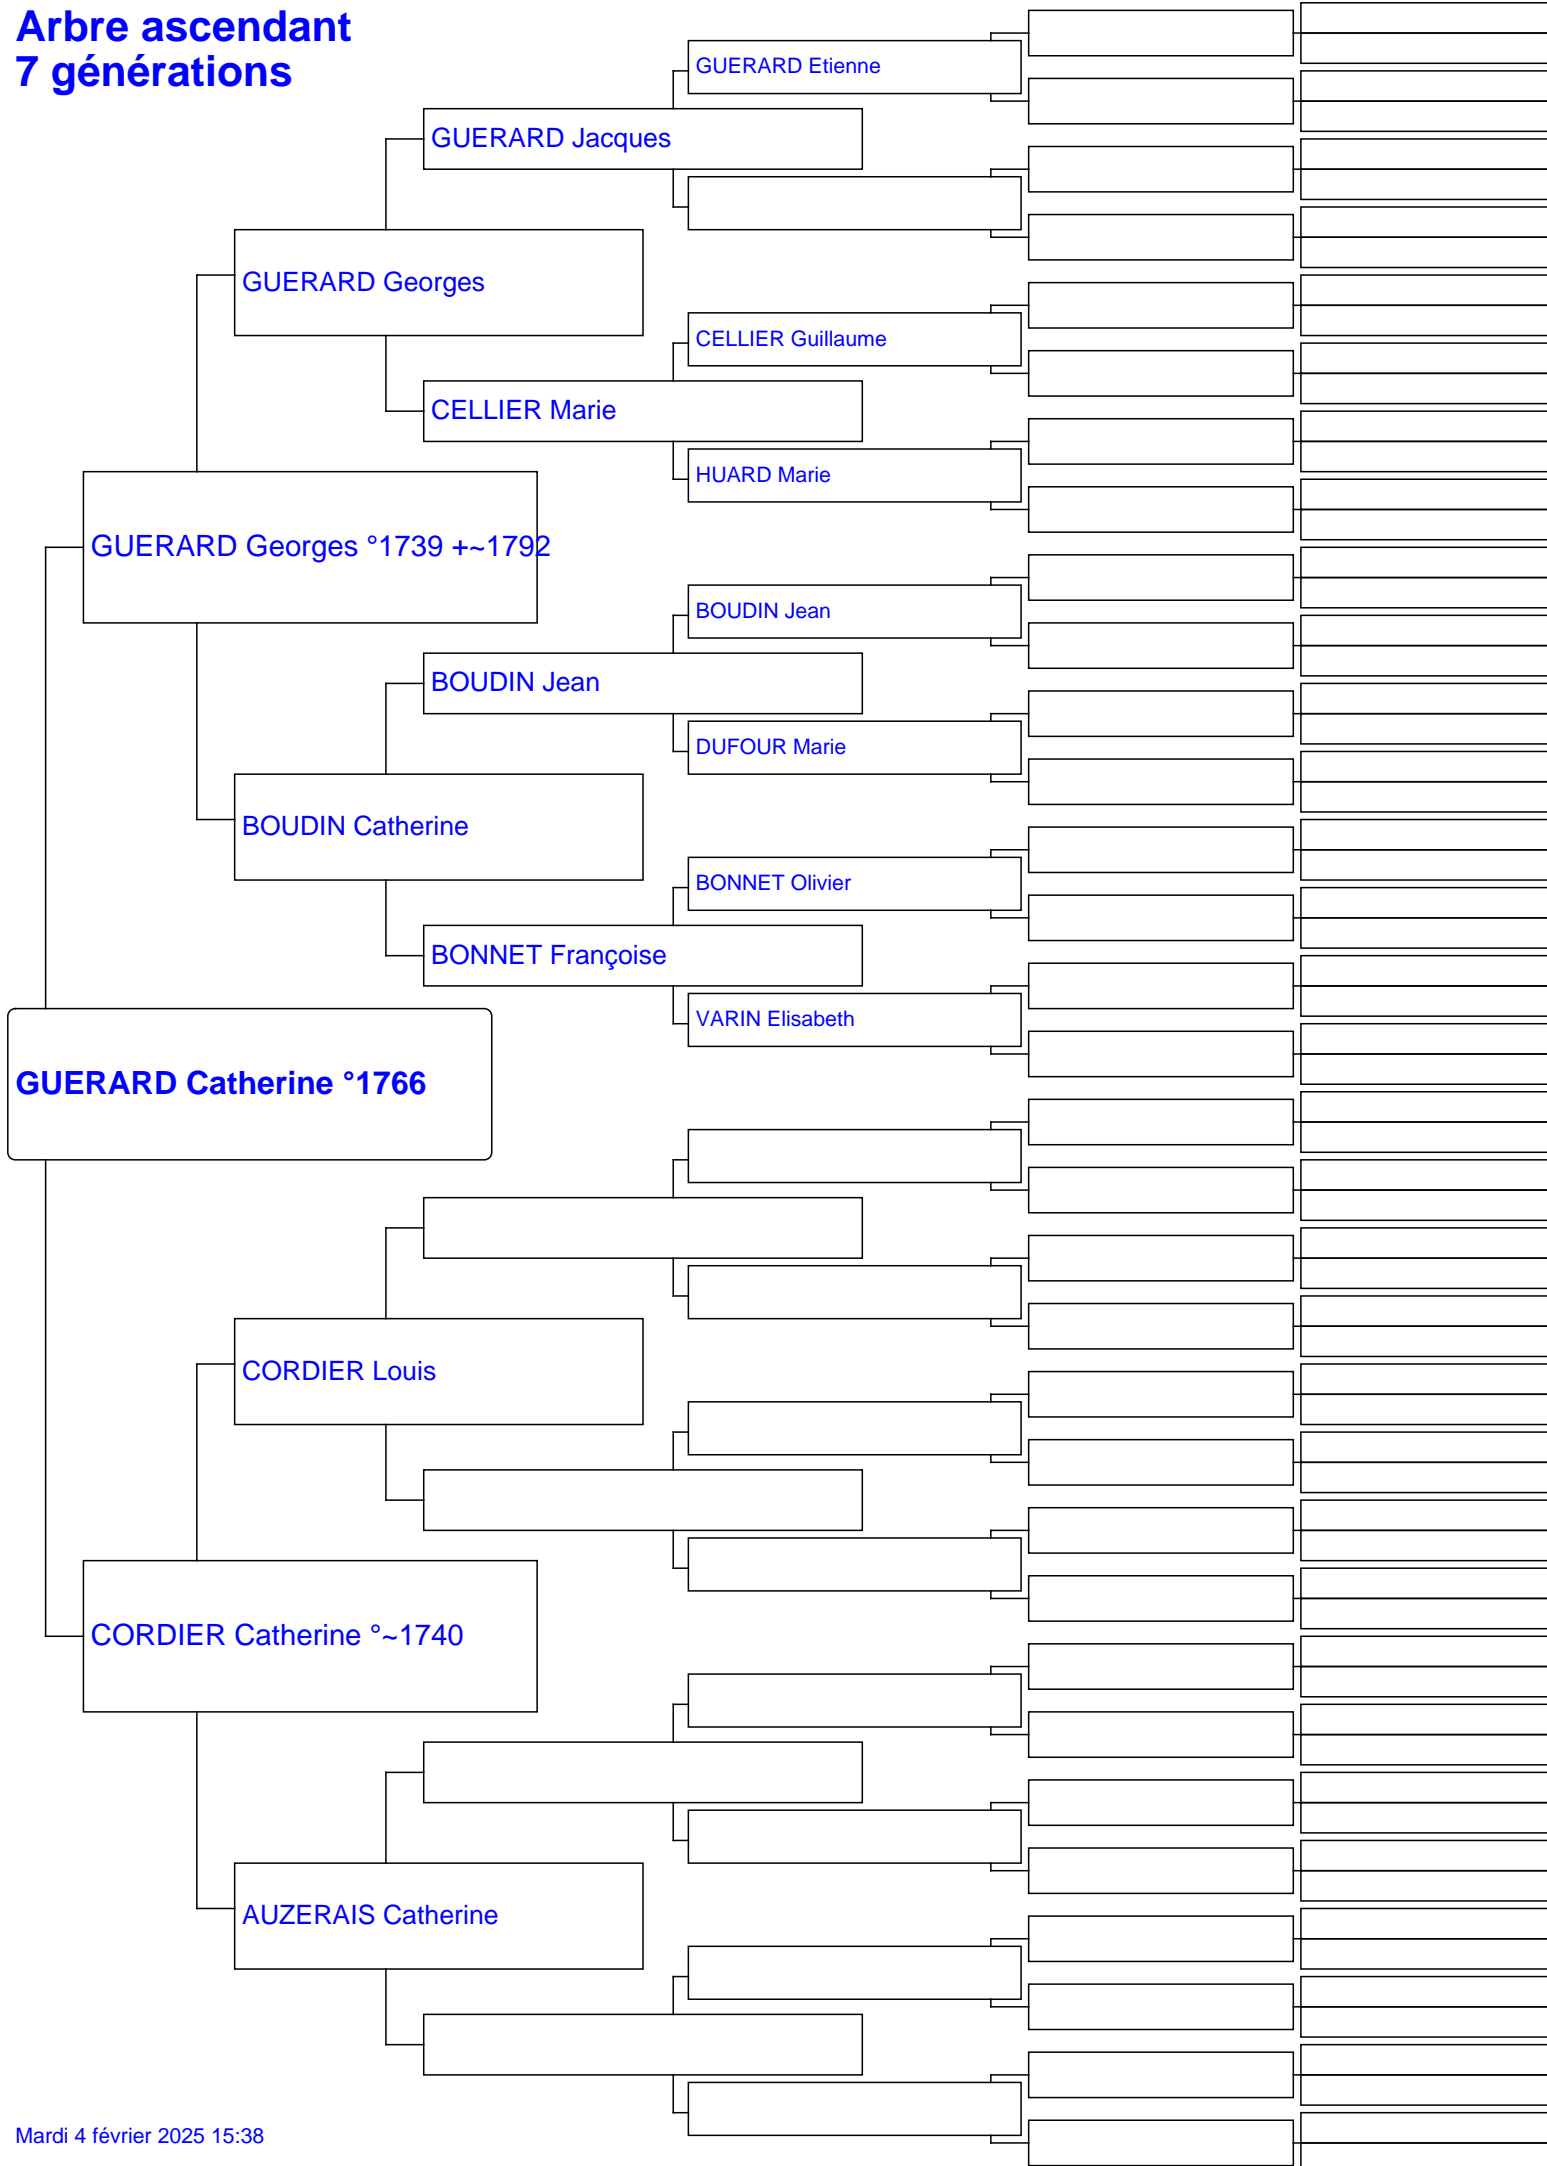 Arbre ascendant
7 générations
GUERARD Etienne
GUERARD Jacques
GUERARD Georges
CELLIER Guillaume
CELLIER Marie
HUARD Marie
GUERARD Georges °1739 +~1792
BOUDIN Jean
BOUDIN Jean
DUFOUR Marie
BOUDIN Catherine
BONNET Olivier
BONNET Françoise
VARIN Elisabeth
GUERARD Catherine °1766
CORDIER Louis
CORDIER Catherine °~1740
AUZERAIS Catherine
Mardi 4 février 2025 15:38